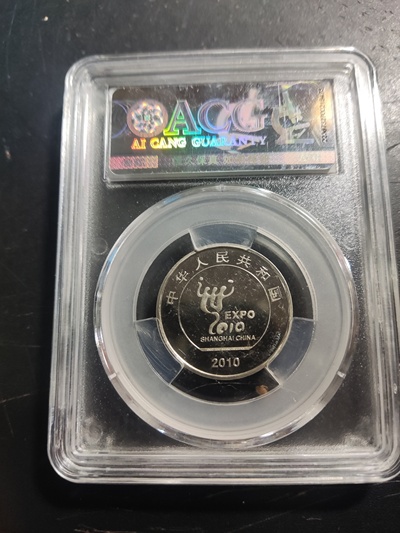 ACG
AI CANG GUARANTY
中华人民共和国
EXPO
2010
SHANGHAI CHINA
2010